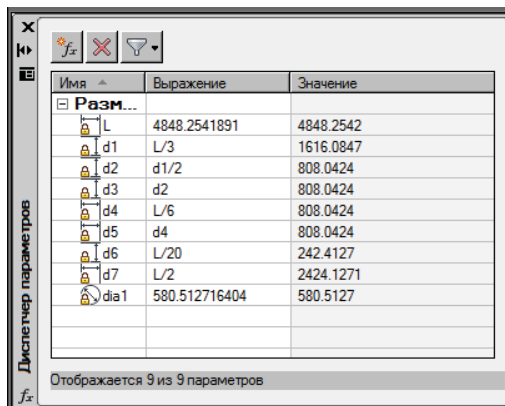 Диспетчер параметров
fx
Имя Выражение Значение
Разм...
L 4848.2541891 4848.2542
d1 L/3 1616.0847
d2 d1/2 808.0424
d3 d2 808.0424
d4 L/6 808.0424
d5 d4 808.0424
d6 L/20 242.4127
d7 L/2 2424.1271
dia1 580.512716404 580.5127
Отображается 9 из 9 параметров
fx